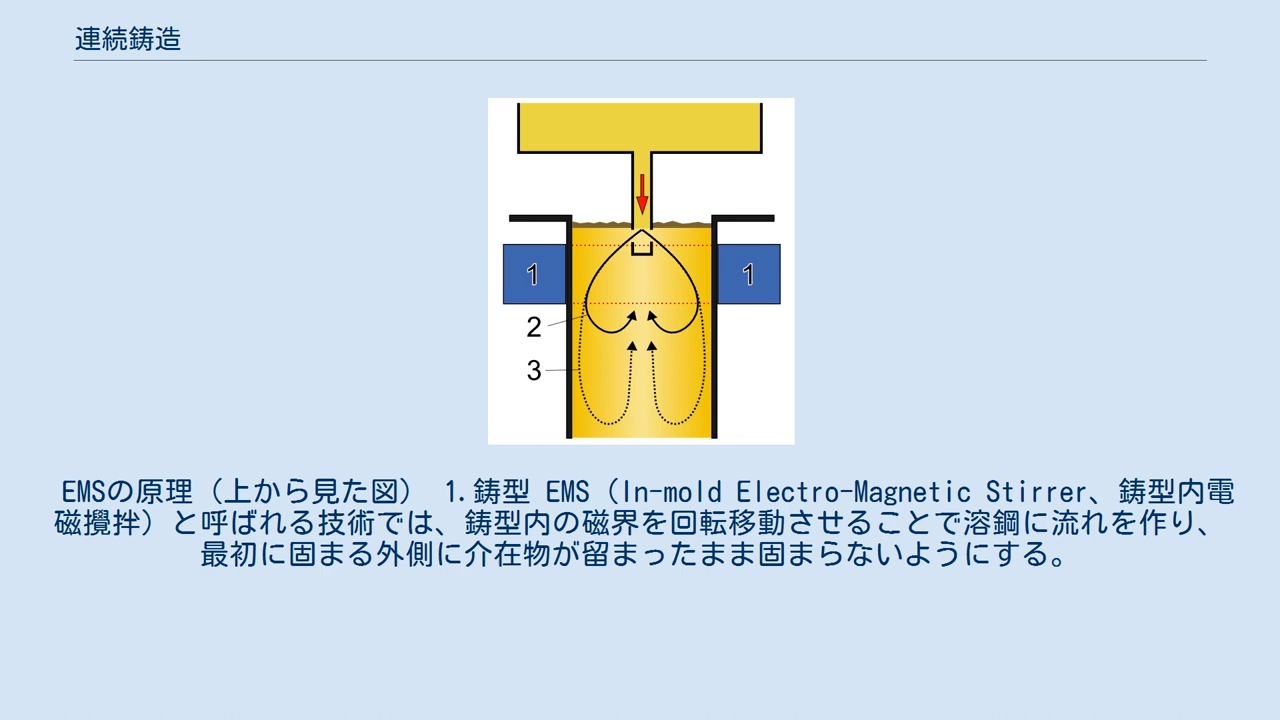 連続鋳造
1
1
2
3
EMSの原理（上から見た図） 1.鋳型 EMS（In-mold Electro-Magnetic Stirrer、鋳型内電
磁攪拌）と呼ばれる技術では、鋳型内の磁界を回転移動させることで溶鋼に流れを作り、
最初に固まる外側に介在物が留まったまま固まらないようにする。